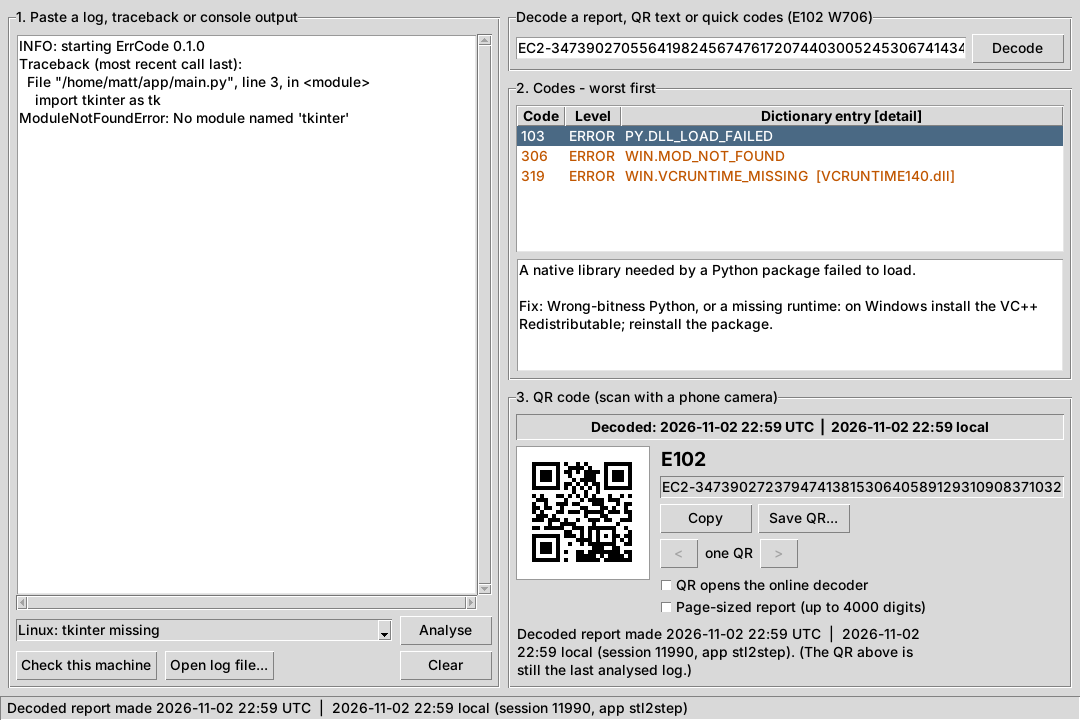 1. Paste a log, traceback or console output
INFO: starting ErrCode 0.1.0
Traceback (most recent call last):
File "/home/matt/app/main.py", line 3, in <module>
import tkinter as tk
ModuleNotFoundError: No module named 'tkinter'
Linux: tkinter missing
Analyse
Check this machine
Open log file...
Clear
Decode a report, QR text or quick codes (E102 W706)
EC2-34739027055641982456747617207440300524530674143
Decode
2. Codes - worst first
Code Level Dictionary entry [detail]
103 ERROR PY.DLL_LOAD_FAILED
306 ERROR WIN.MOD_NOT_FOUND
319 ERROR WIN.VCRUNTIME_MISSING [VCRUNTIME140.dll]
A native library needed by a Python package failed to load.
Fix: Wrong-bitness Python, or a missing runtime: on Windows install the VC++
Redistributable; reinstall the package.
3. QR code (scan with a phone camera)
Decoded: 2026-11-02 22:59 UTC | 2026-11-02 22:59 local
E102
EC2-3473902723794741381530640589129310908371032
Copy
Save QR...
< one QR >
QR opens the online decoder
Page-sized report (up to 4000 digits)
Decoded report made 2026-11-02 22:59 UTC | 2026-11-02
22:59 local (session 11990, app stl2step). (The QR above is
still the last analysed log.)
Decoded report made 2026-11-02 22:59 UTC | 2026-11-02 22:59 local (session 11990, app stl2step)